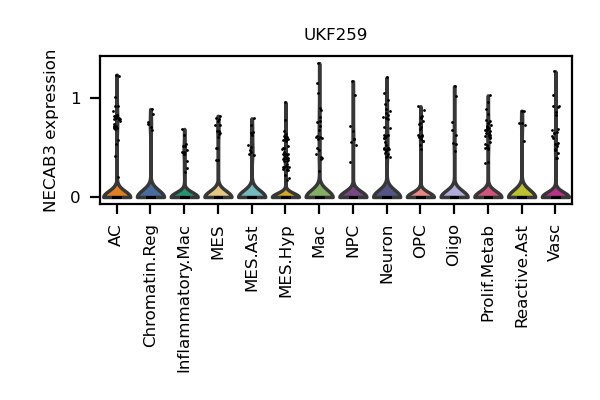 UKF259
NECAB3 expression
1
0
AC
Chromatin.Reg
Inflammatory.Mac
MES
MES.Ast
MES.Hyp
Mac
NPC
Neuron
OPC
Oligo
Prolif.Metab
Reactive.Ast
Vasc